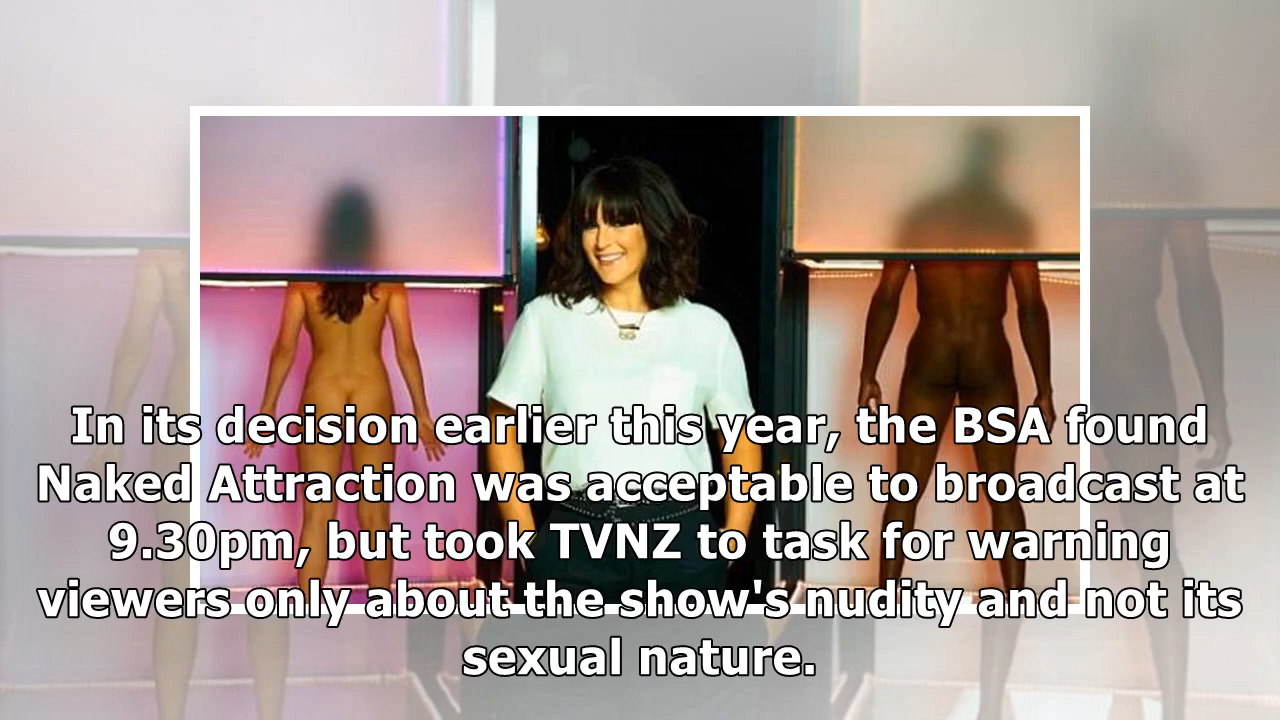 In its decision earlier this year, the BSA found
Naked Attraction was acceptable to broadcast at
9.30pm, but took TVNZ to task for warning
viewers only about the show's nudity and not its
sexual nature.